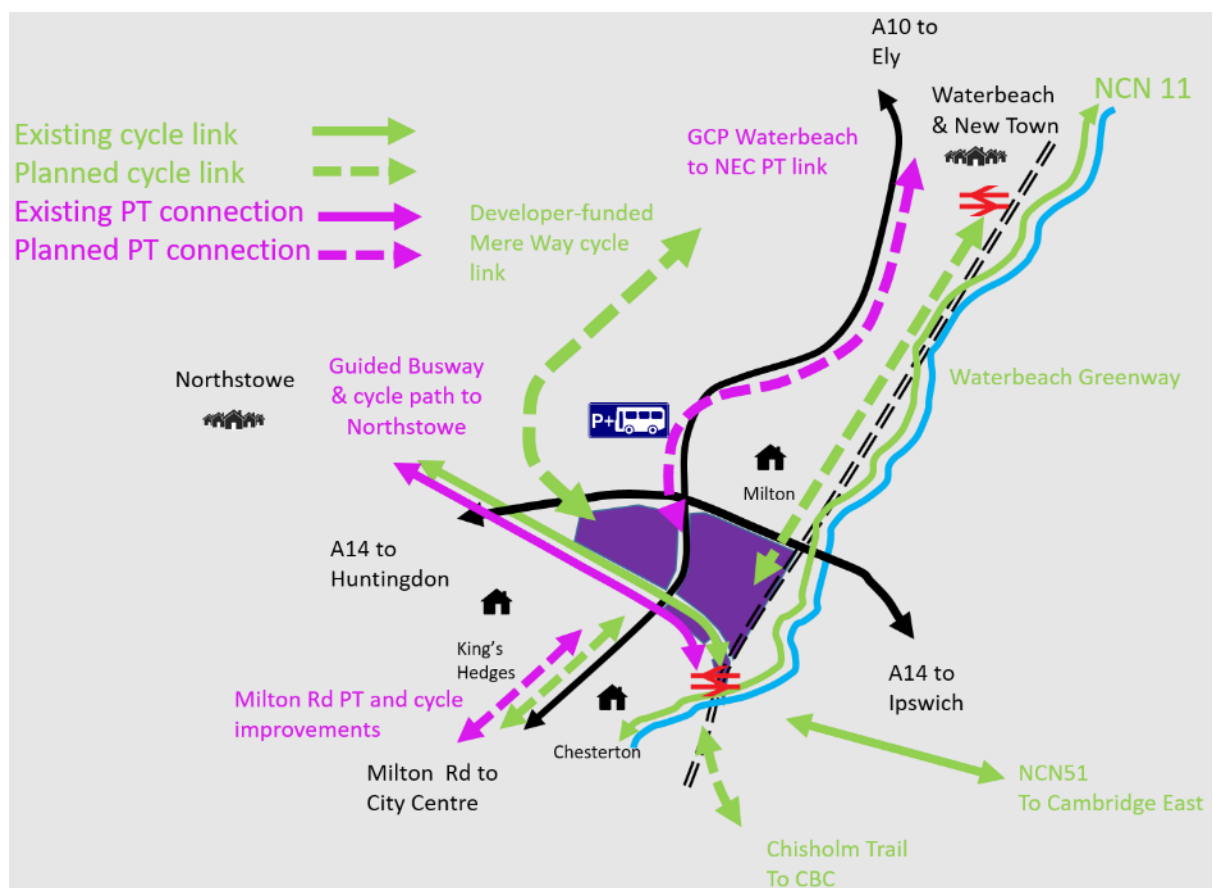 A10 to
Ely
Waterbeach
& New Town
NCN 11
Existing cycle link
Planned cycle link
Existing PT connection
Planned PT connection
GCP Waterbeach
to NEC PT link
Developer-funded
Mere Way cycle
link
Northstowe
Guided Busway
& cycle path to
Northstowe
P+
Waterbeach Greenway
Milton
A14 to
Huntingdon
King's
Hedges
A14 to
Ipswich
Milton Rd PT and cycle
improvements
Chesterton
Milton Rd to
City Centre
NCN51
To Cambridge East
Chisholm Trail
To CBC